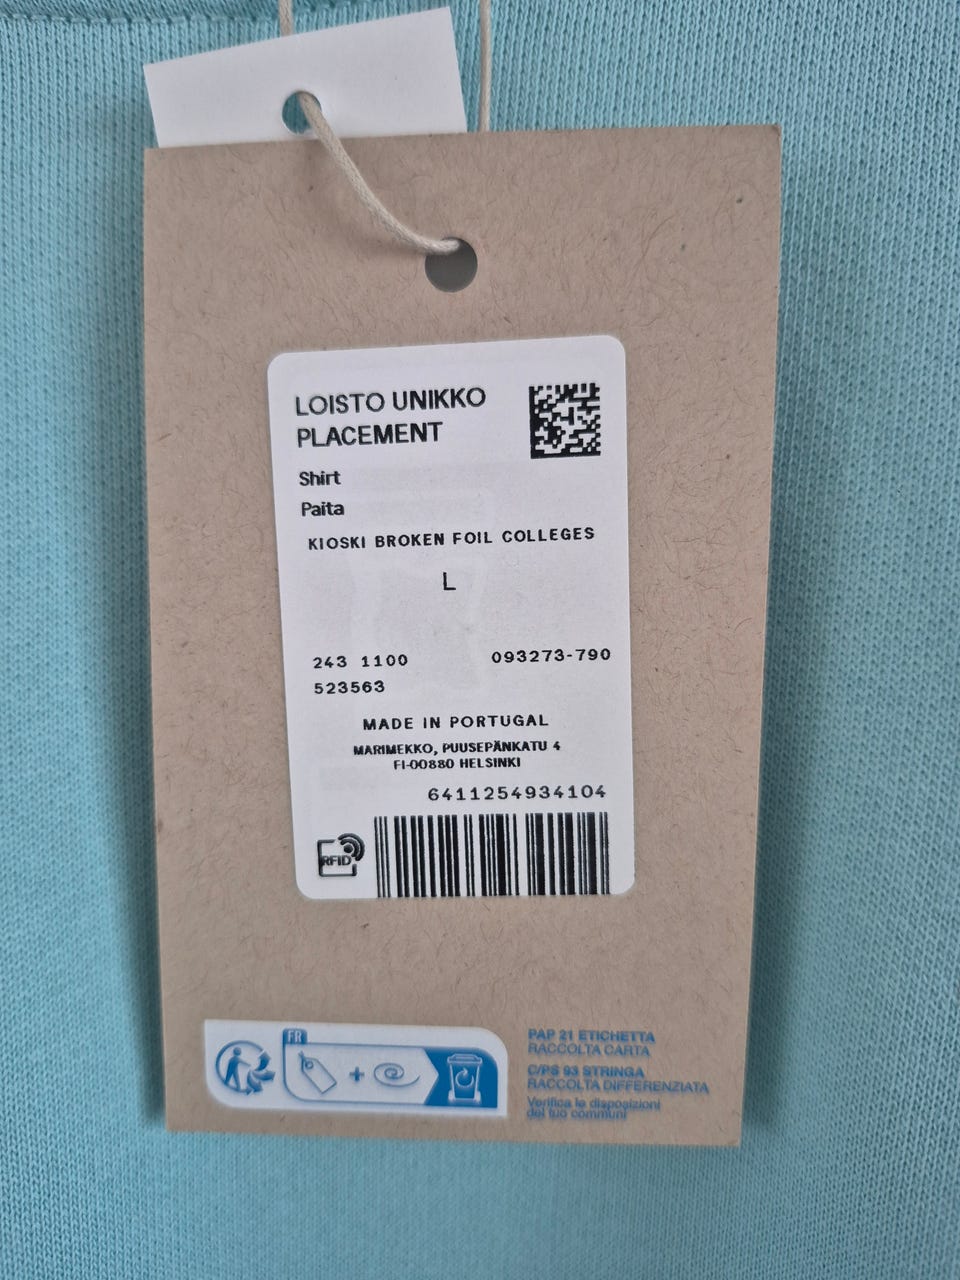 LOISTO UNIKKO
PLACEMENT
Shirt
Paita
KIOSKI BROKEN FOIL COLLEGES
L
243 1100 093273-790
523563
MADE IN PORTUGAL
MARIMEKKO, PUUSEPÄNKATU 4
FI-00880 HELSINKI
6411254934104
RFID
FR
PAP 21 ETICHETTA
RACCOLTA CARTA
C/PS 93 STRINGA
RACCOLTA DIFFERENZIATA
Verifica le disposizioni
del tuo communi